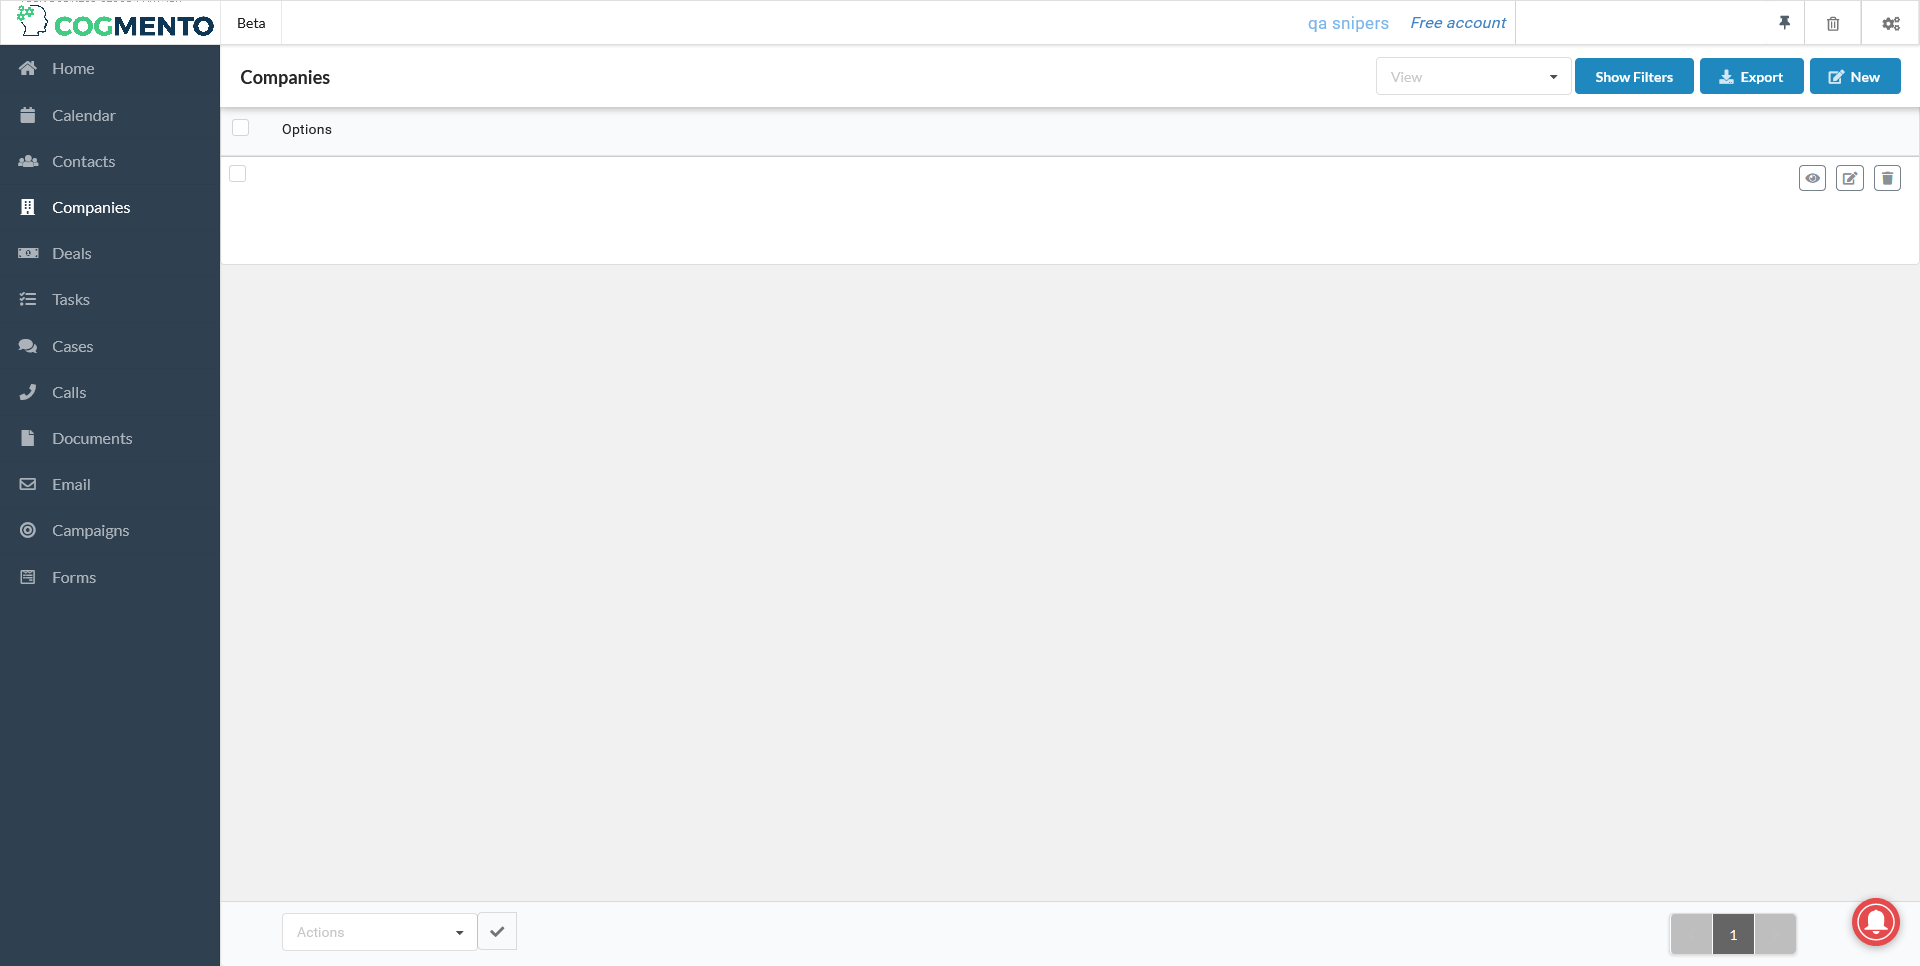 COGMENTO
Beta
qa snipers
Free account
Home
Calendar
Contacts
Companies
Deals
Tasks
Cases
Calls
Documents
Email
Campaigns
Forms
Companies
View
Show Filters
Export
New
Options
Actions
1